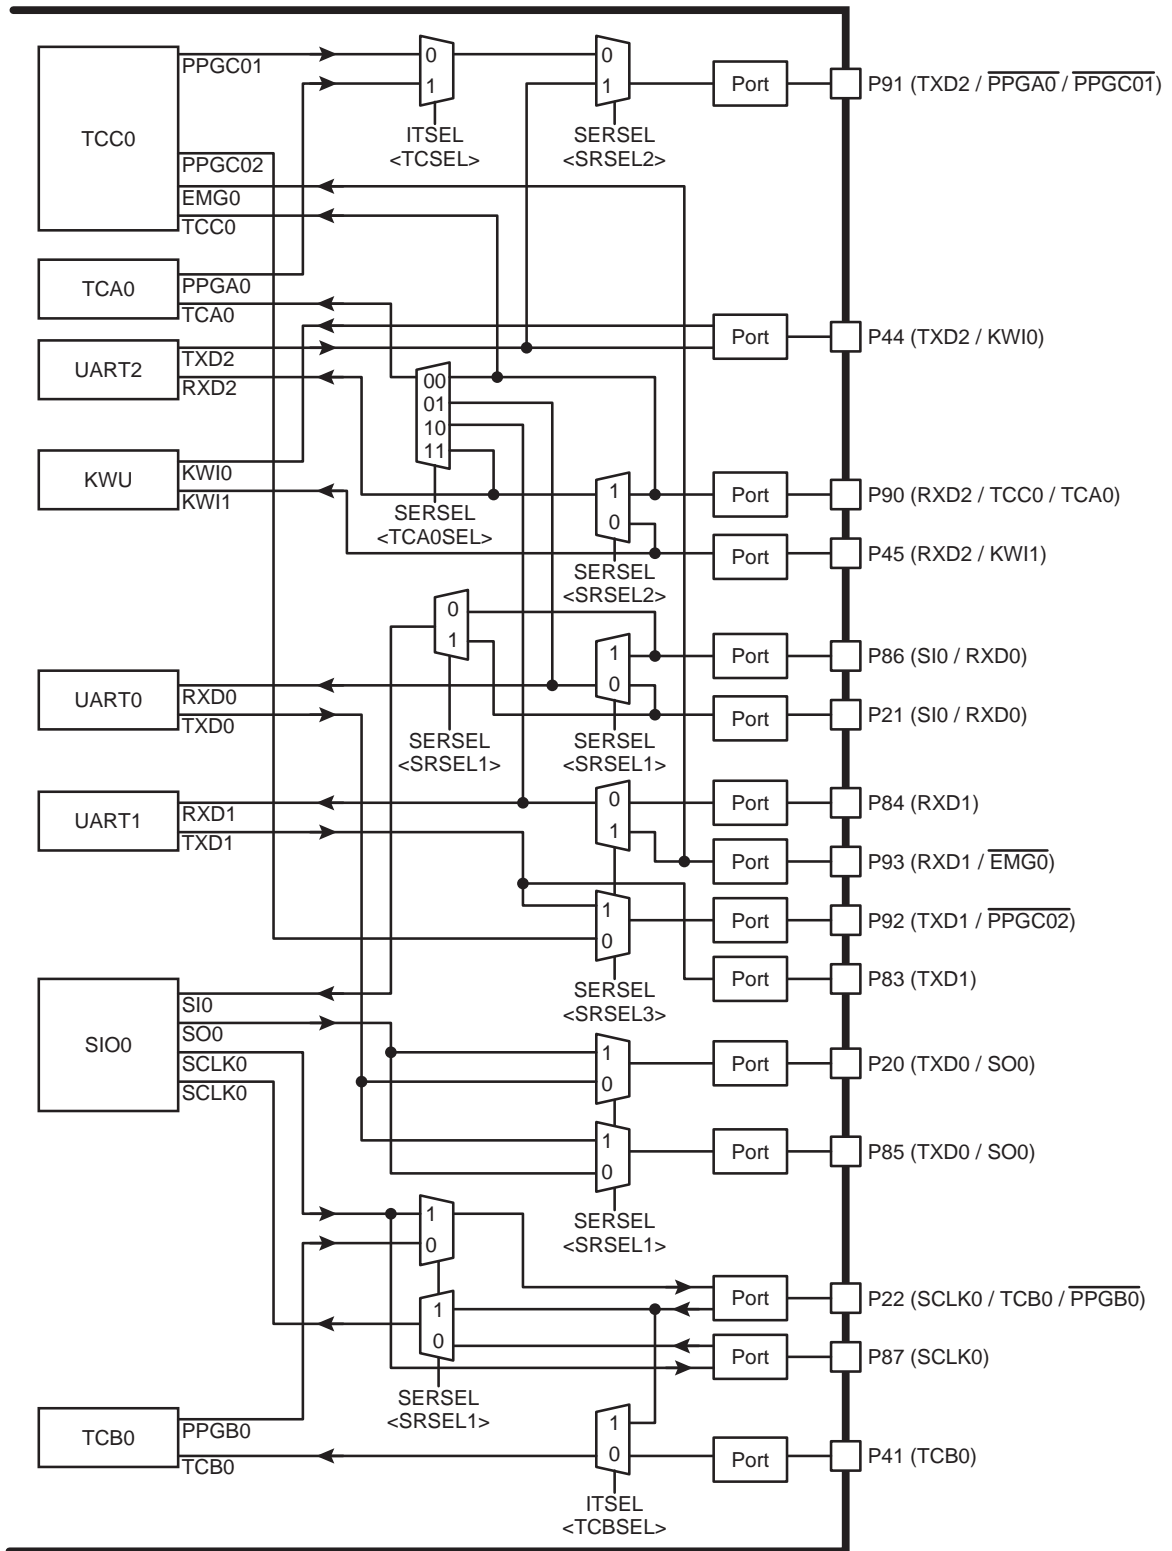 TCC0
PPGC01
PPGC02
EMG0
TCC0
0
1
ITSEL
<TCSEL>
0
1
SERSEL
<SRSEL2>
Port
P91 (TXD2 / PPGA0 / PPGC01)
TCA0
PPGA0
TCA0
UART2
TXD2
RXD2
Port
P44 (TXD2 / KWI0)
00
01
10
11
SERSEL
<TCA0SEL>
KWU
KWI0
KWI1
1
0
SERSEL
<SRSEL2>
Port
P90 (RXD2 / TCC0 / TCA0)
Port
P45 (RXD2 / KWI1)
0
1
SERSEL
<SRSEL1>
1
0
SERSEL
<SRSEL1>
Port
P86 (SI0 / RXD0)
Port
P21 (SI0 / RXD0)
UART0
RXD0
TXD0
UART1
RXD1
TXD1
0
1
Port
P84 (RXD1)
Port
P93 (RXD1 / EMG0)
1
0
SERSEL
<SRSEL3>
Port
P92 (TXD1 / PPGC02)
Port
P83 (TXD1)
SIO0
SI0
SO0
SCLK0
SCLK0
1
0
Port
P20 (TXD0 / SO0)
1
0
SERSEL
<SRSEL1>
Port
P85 (TXD0 / SO0)
1
0
1
0
SERSEL
<SRSEL1>
Port
P22 (SCLK0 / TCB0 / PPGB0)
Port
P87 (SCLK0)
TCB0
PPGB0
TCB0
1
0
ITSEL
<TCBSEL>
Port
P41 (TCB0)